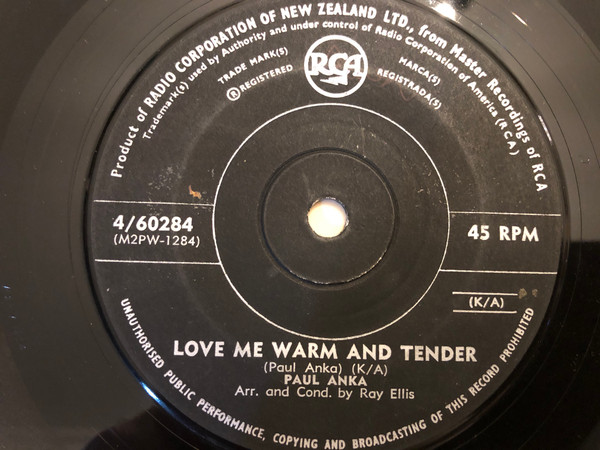 Product of RADIO CORPORATION OF NEW ZEALAND LTD., from Master Recordings of RCA
Trademark(s) used by Authority and under control of Radio Corporation of America (RCA)
TRADE MARK(S)
® REGISTERED
RCA
MARCA(S)
REGISTRADA(S)
4/60284
(M2PW-1284)
45 RPM
(K/A)
LOVE ME WARM AND TENDER
(Paul Anka) (K/A)
PAUL ANKA
Arr. and Cond. by Ray Ellis
UNAUTHORISED PUBLIC PERFORMANCE, COPYING AND BROADCASTING OF THIS RECORD PROHIBITED